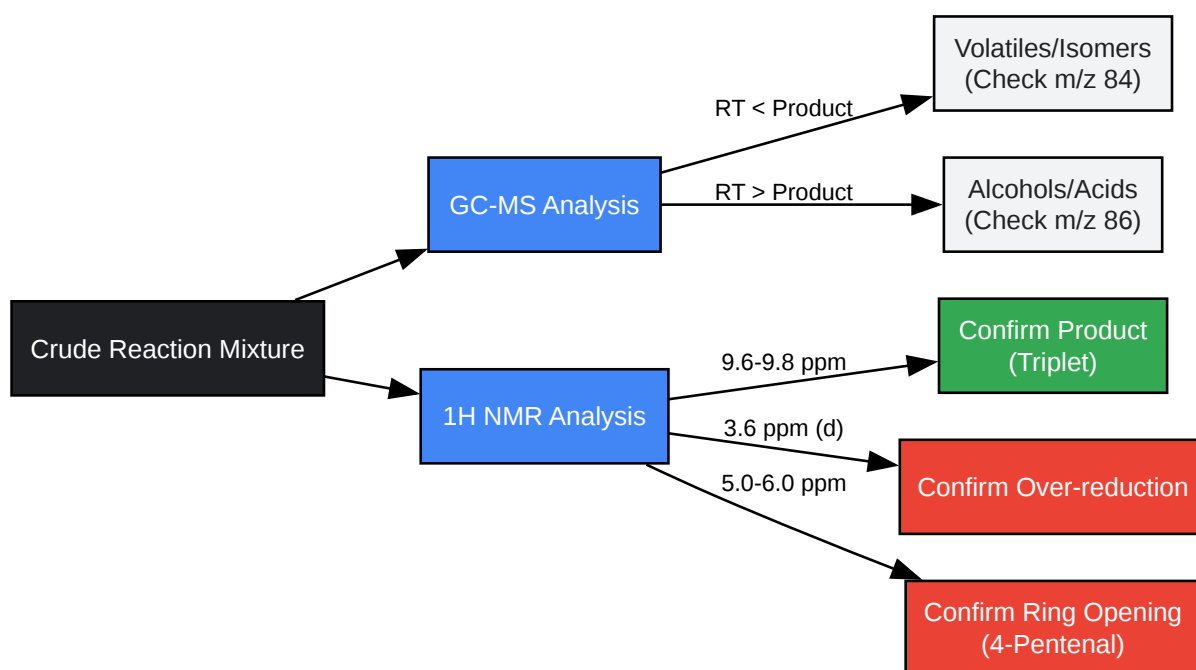 Volatiles/Isomers
(Check m/z 84)
RT < Product
GC-MS Analysis
RT > Product
Alcohols/Acids
(Check m/z 86)
Crude Reaction Mixture
Confirm Product
(Triplet)
9.6-9.8 ppm
1H NMR Analysis
3.6 ppm (d)
Confirm Over-reduction
5.0-6.0 ppm
Confirm Ring Opening
(4-Pentenal)